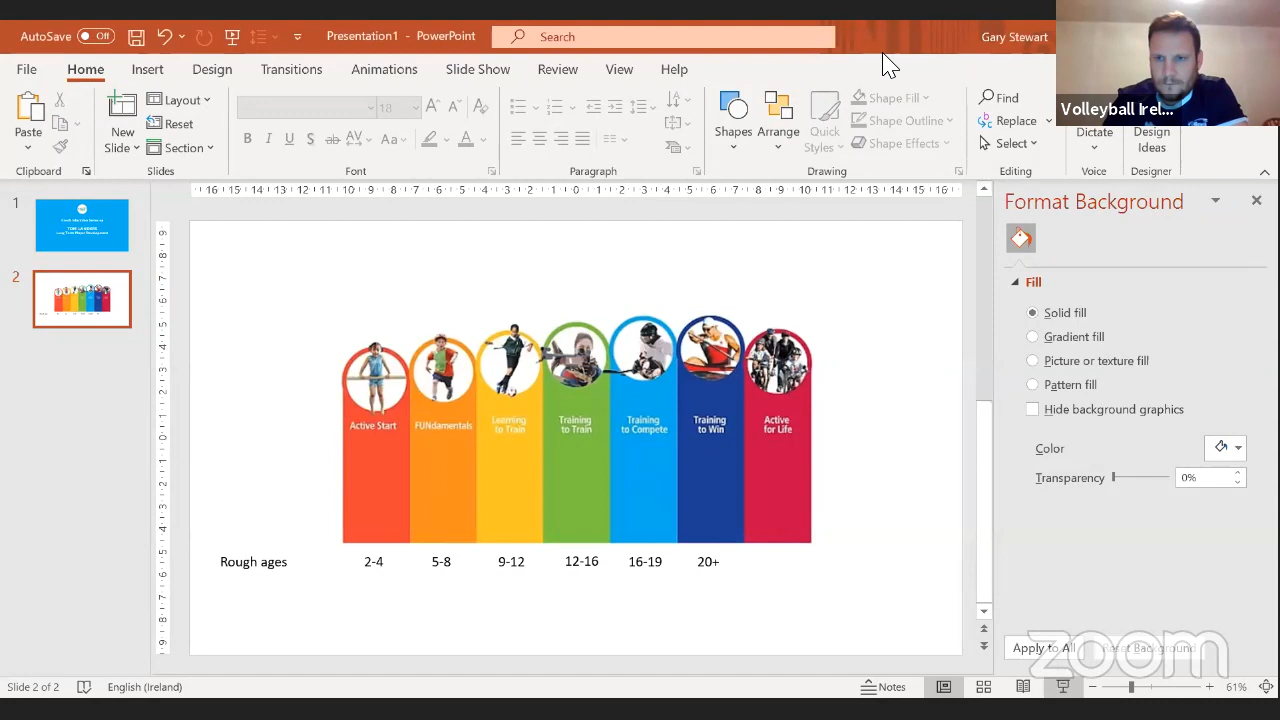 AutoSave Off
Presentation1 - PowerPoint
Search
Gary Stewart
Volleyball Irel...
File Home Insert Design Transitions Animations Slide Show Review View Help
Paste
Clipboard
New Slide
Layout
Reset
Section
Slides
18
Font
Paragraph
Shapes
Arrange
Quick Styles
Shape Fill
Shape Outline
Shape Effects
Drawing
Find
Replace
Select
Editing
Dictate
Voice
Design Ideas
Designer
1
2
Format Background
Fill
Solid fill
Gradient fill
Picture or texture fill
Pattern fill
Hide background graphics
Color
Transparency 0%
Apply to All
Reset Background
Active Start
FUNdamentals
Learning
to Train
Training
to Train
Training
to Compete
Training
to Win
Active
for Life
Rough ages 2-4 5-8 9-12 12-16 16-19 20+
zoom
Slide 2 of 2
English (Ireland)
Notes
61%